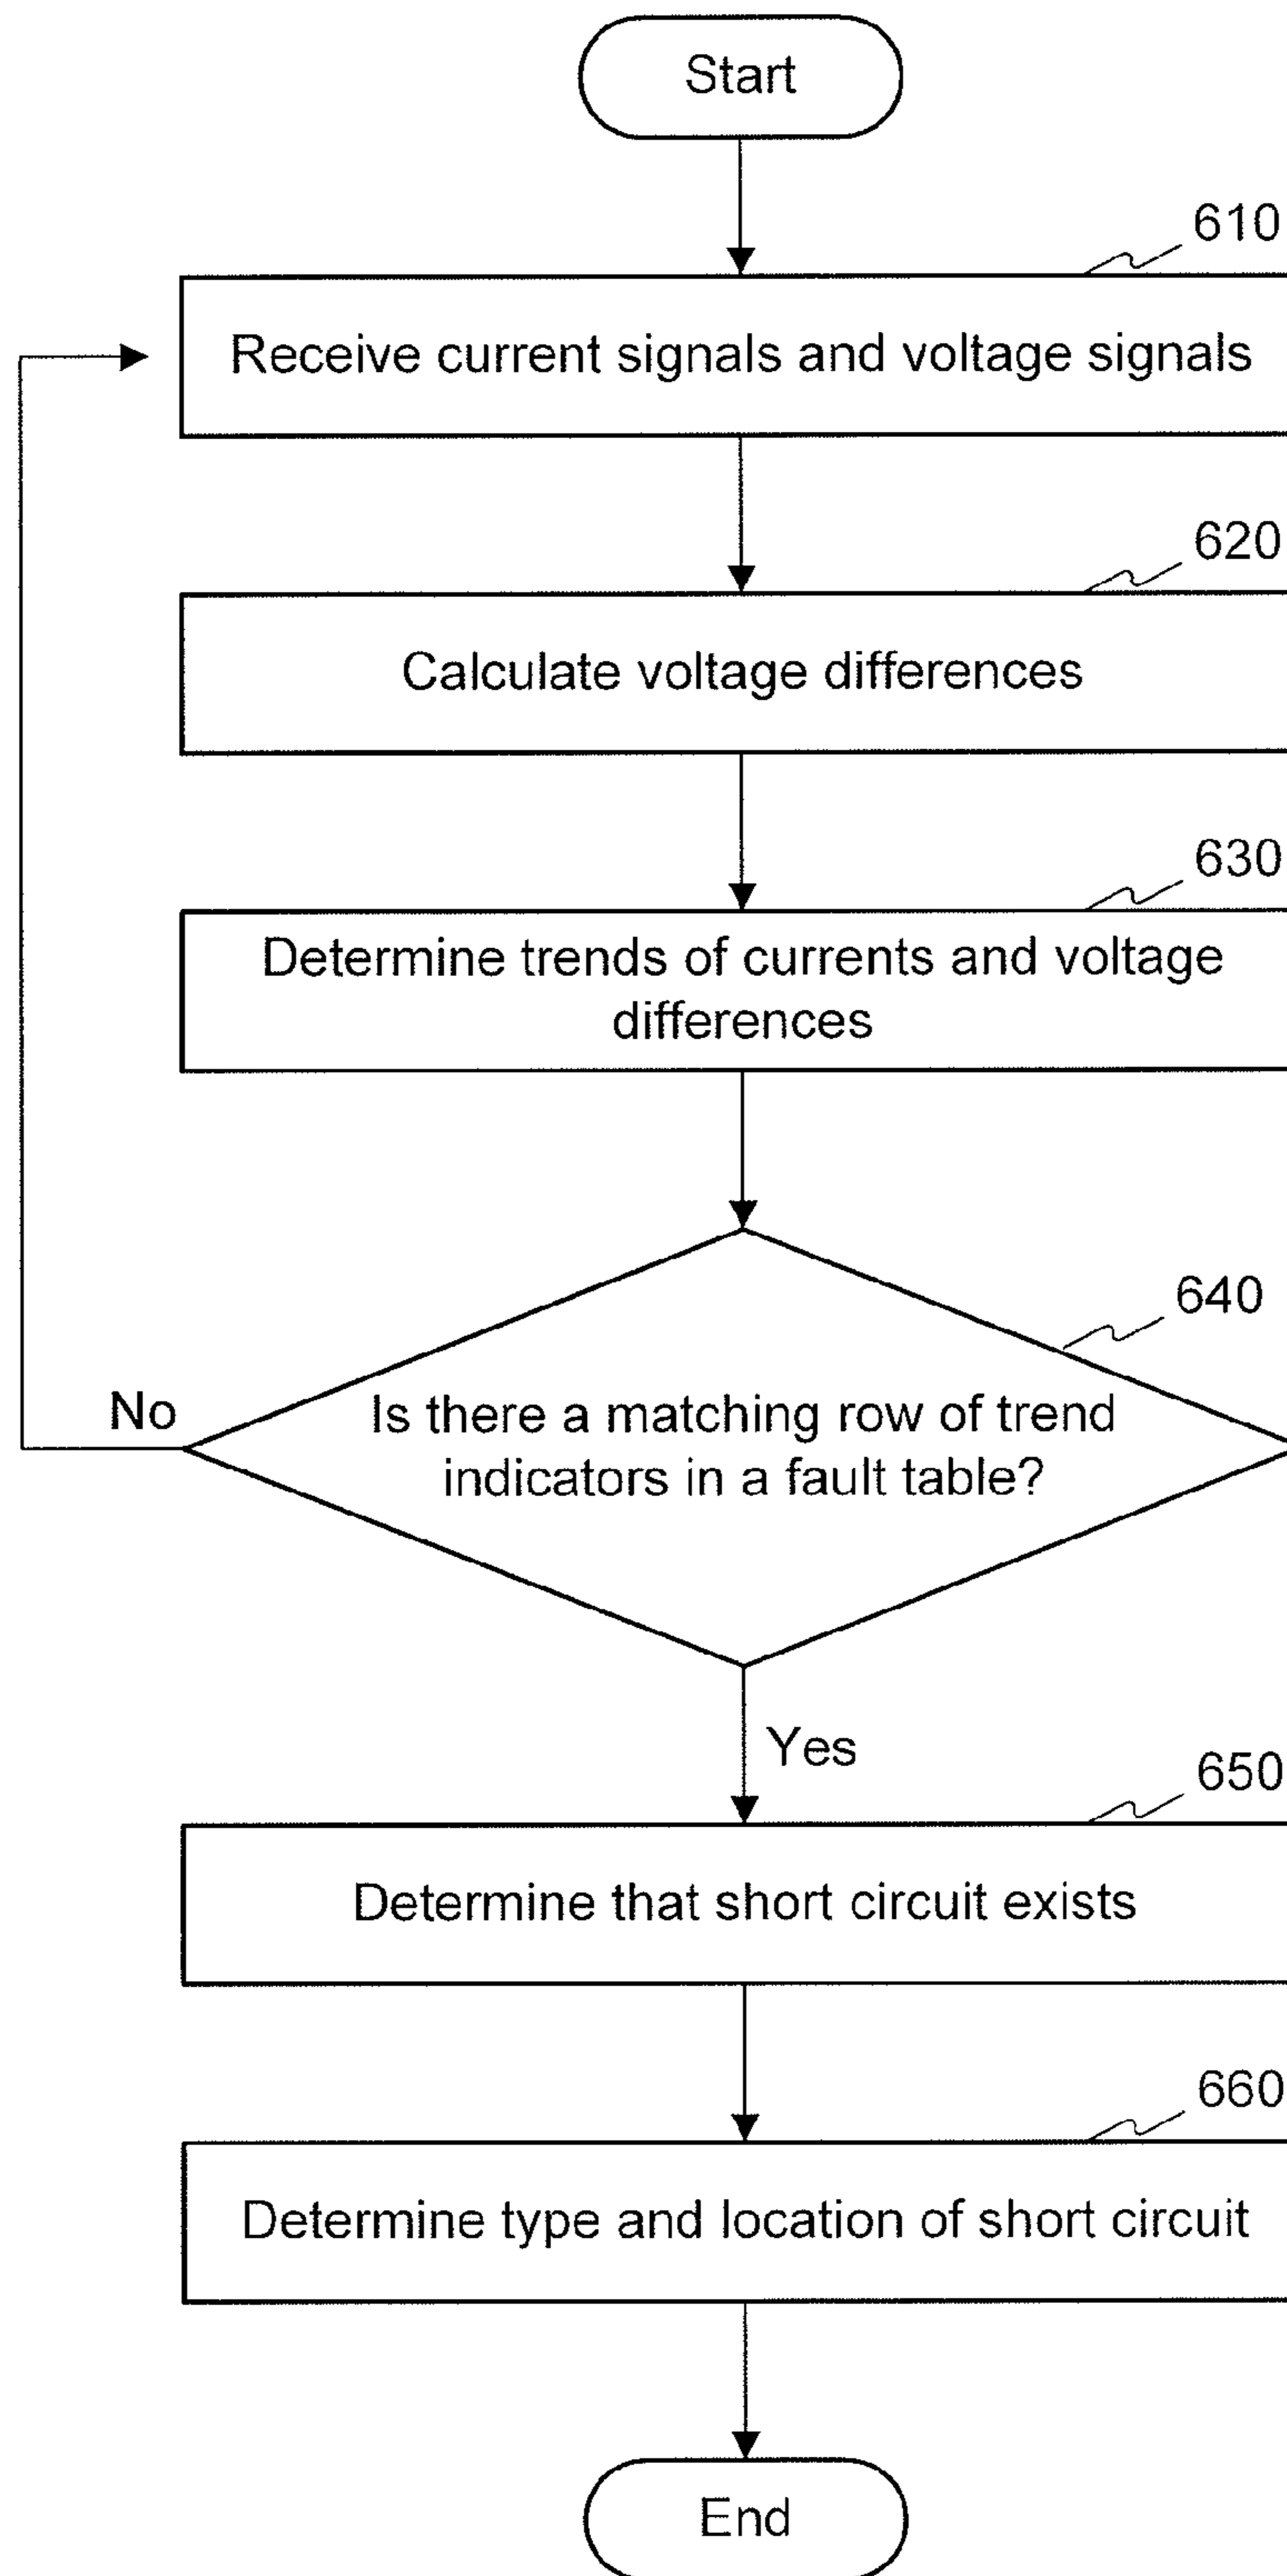 Start
610
Receive current signals and voltage signals
620
Calculate voltage differences
630
Determine trends of currents and voltage
differences
640
Is there a matching row of trend
indicators in a fault table?
No
Yes
650
Determine that short circuit exists
660
Determine type and location of short circuit
End